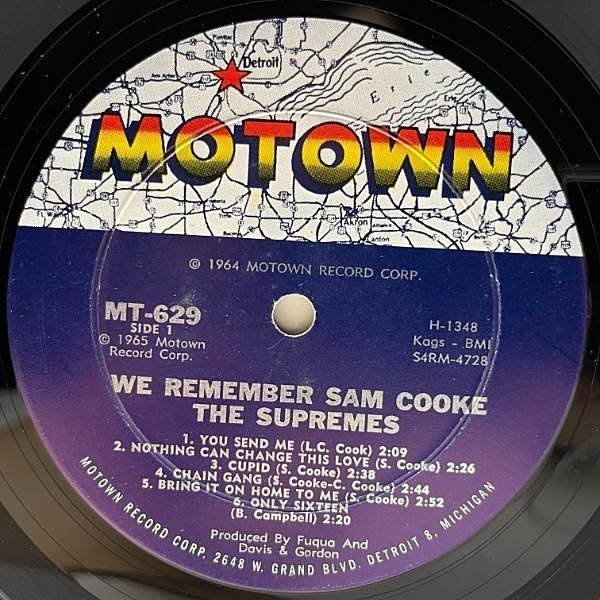 Detroit
Erie
Erie
MOTOWN
Akron
Canton
© 1964 MOTOWN RECORD CORP.
MT-629
SIDE 1
© 1965 Motown
Record Corp.
H-1348
Kags - BMI
S4RM-4728
WE REMEMBER SAM COOKE
THE SUPREMES
1. YOU SEND ME (L.C. Cook) 2:09
2. NOTHING CAN CHANGE THIS LOVE (S. Cooke) 2:26
3. CUPID (S. Cooke) 2:38
4. CHAIN GANG (S. Cooke-C. Cooke) 2:44
5. BRING IT ON HOME TO ME (S. Cooke) 2:52
6. ONLY SIXTEEN
(B. Campbell) 2:20
Produced By Fuqua And
Davis & Gordon
MOTOWN RECORD CORP. 2648 W. GRAND BLVD. DETROIT 8, MICHIGAN